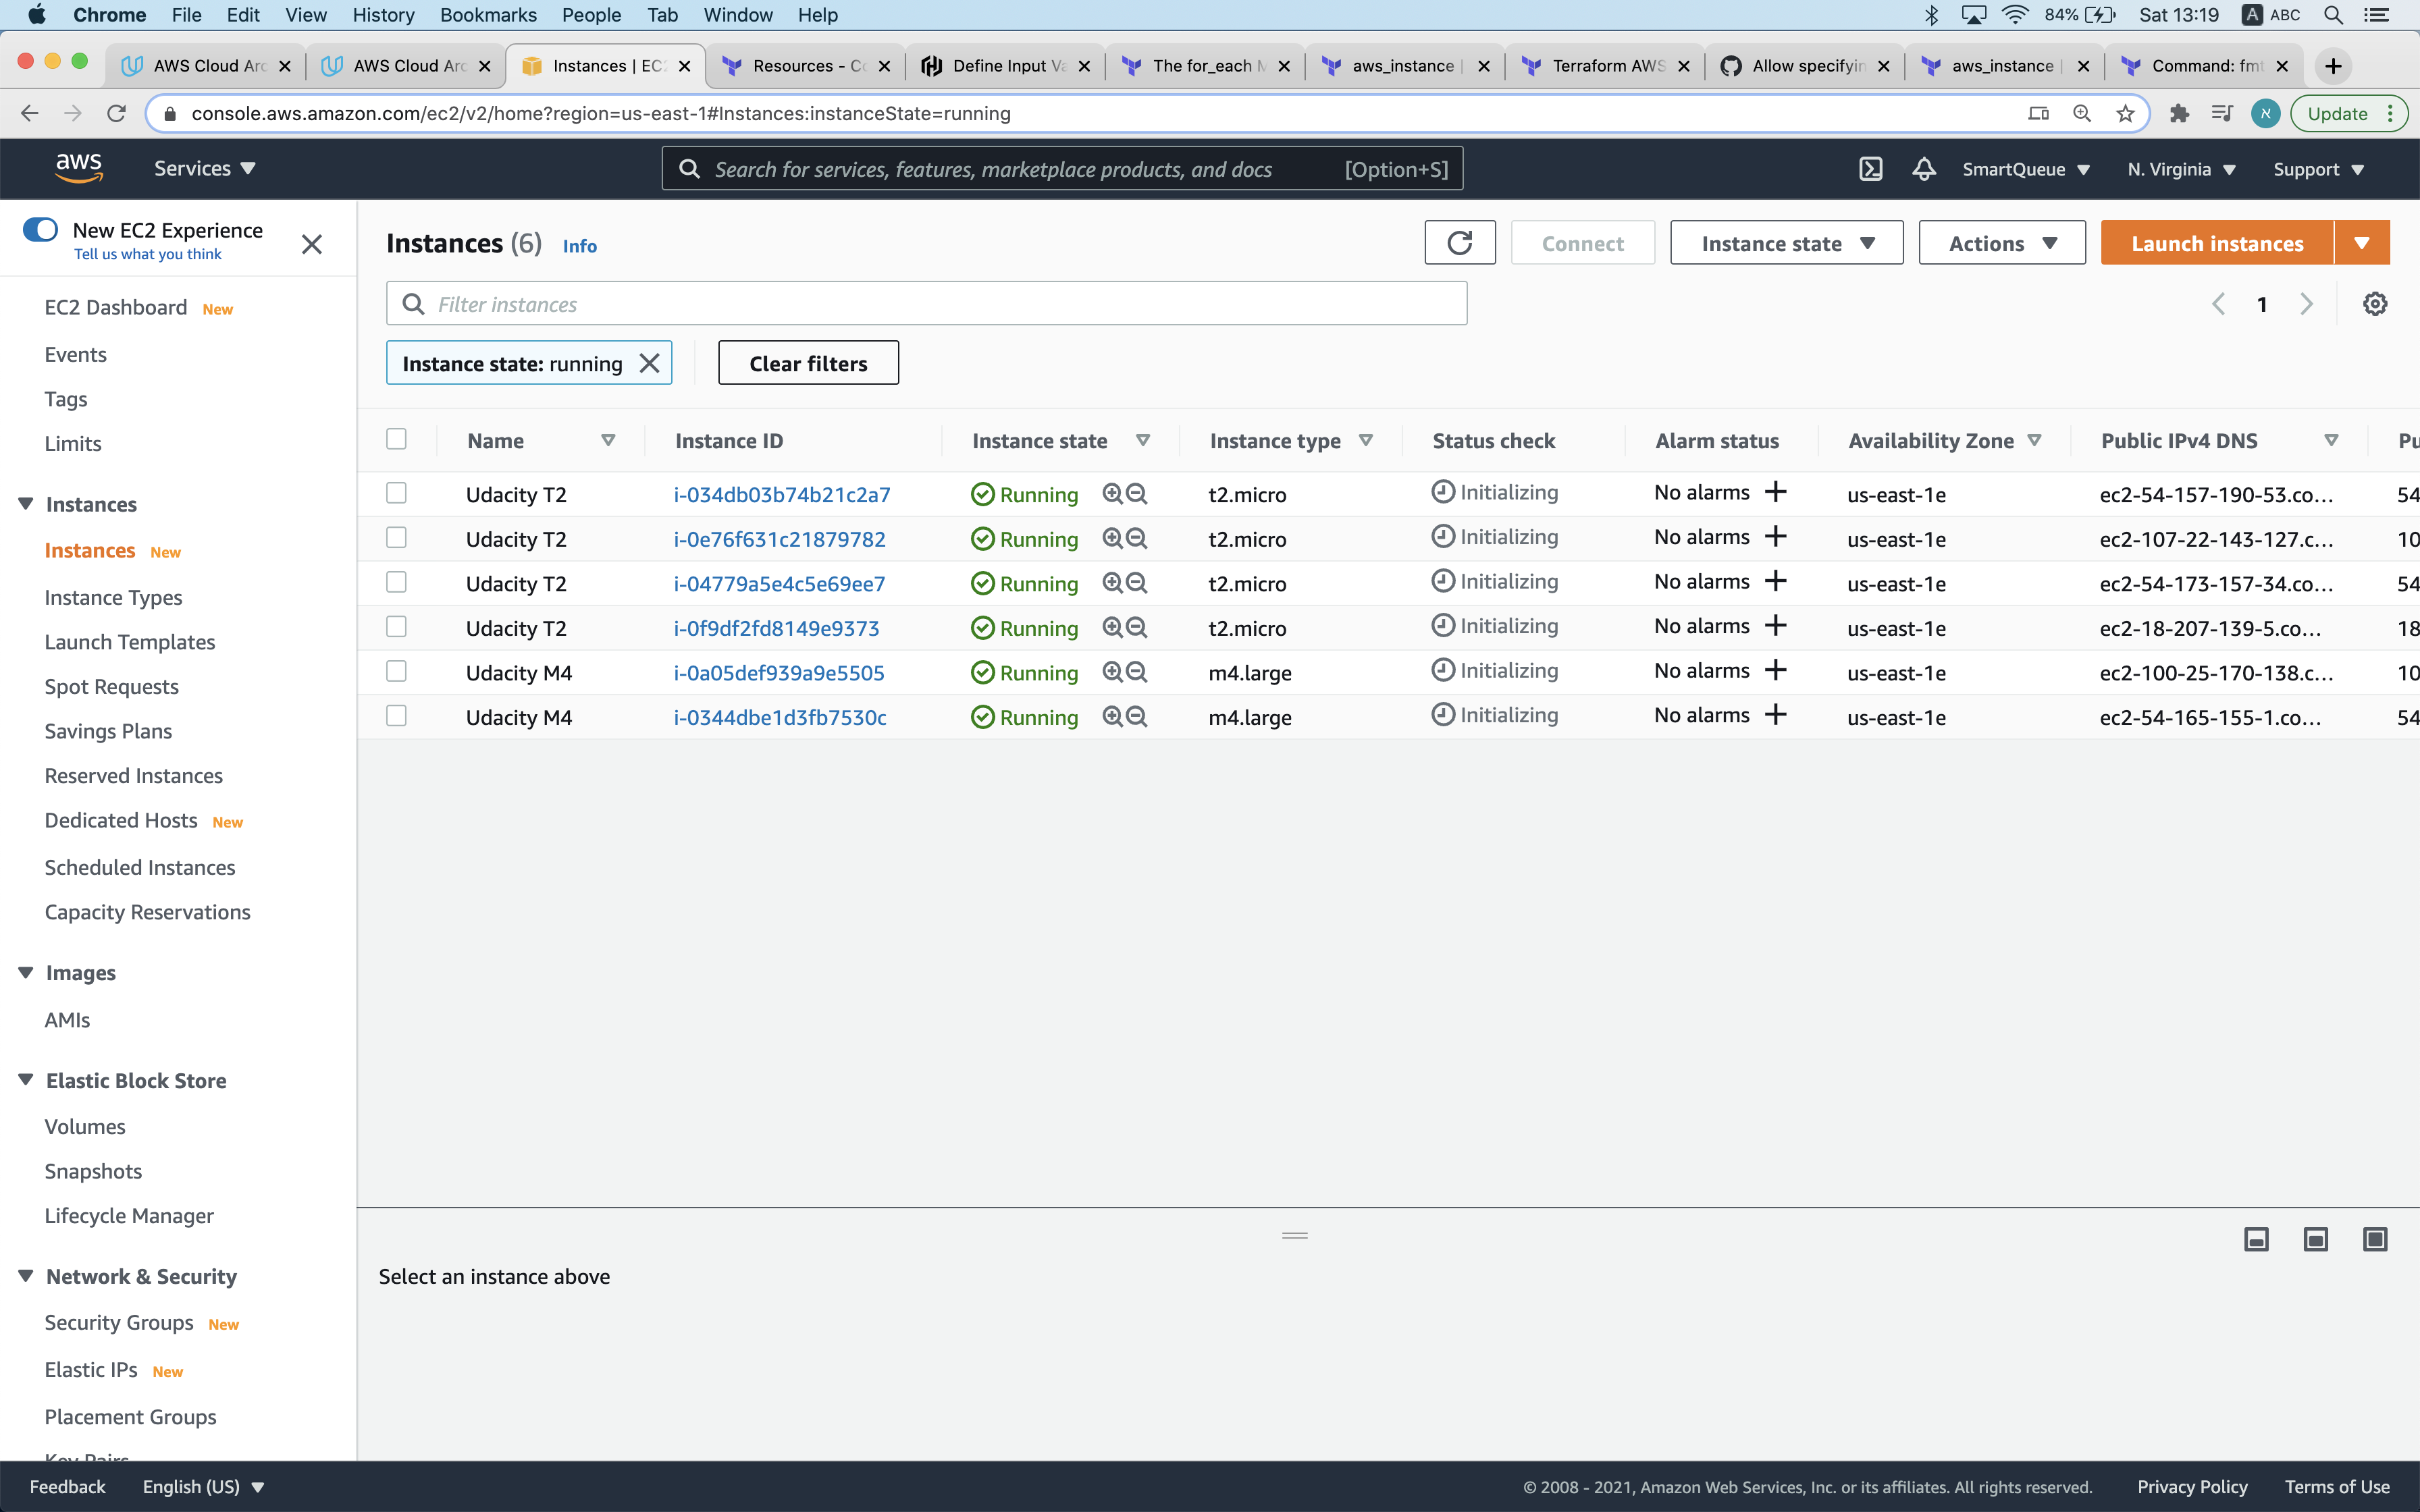 Chrome File Edit View History Bookmarks People Tab Window Help 84% Sat 13:19 A ABC
AWS Cloud Arc Instances | EC2 Resources - Co Define Input Va The for_each M aws_instance | Terraform AWS Allow specifyin aws_instance | Command: fmt
AWS Cloud Arc
console.aws.amazon.com/ec2/v2/home?region=us-east-1#Instances:instanceState=running
א
Update
aws Services Search for services, features, marketplace products, and docs [Option+S] SmartQueue N. Virginia Support
New EC2 Experience
Tell us what you think
EC2 Dashboard New
Events
Tags
Limits
Instances
Instances New
Instance Types
Launch Templates
Spot Requests
Savings Plans
Reserved Instances
Dedicated Hosts New
Scheduled Instances
Capacity Reservations
Images
AMIs
Elastic Block Store
Volumes
Snapshots
Lifecycle Manager
Network & Security
Security Groups New
Elastic IPs New
Placement Groups
Key Pairs
Instances (6) Info Connect Instance state Actions Launch instances
Filter instances 1
Instance state: running Clear filters
Name Instance ID Instance state Instance type Status check Alarm status Availability Zone Public IPv4 DNS Pu
Udacity T2 i-034db03b74b21c2a7 Running t2.micro Initializing No alarms us-east-1e ec2-54-157-190-53.co... 54
Udacity T2 i-0e76f631c21879782 Running t2.micro Initializing No alarms us-east-1e ec2-107-22-143-127.c... 10
Udacity T2 i-04779a5e4c5e69ee7 Running t2.micro Initializing No alarms us-east-1e ec2-54-173-157-34.co... 54
Udacity T2 i-0f9df2fd8149e9373 Running t2.micro Initializing No alarms us-east-1e ec2-18-207-139-5.co... 18
Udacity M4 i-0a05def939a9e5505 Running m4.large Initializing No alarms us-east-1e ec2-100-25-170-138.c... 10
Udacity M4 i-0344dbe1d3fb7530c Running m4.large Initializing No alarms us-east-1e ec2-54-165-155-1.co... 54
Select an instance above
Feedback English (US) © 2008 - 2021, Amazon Web Services, Inc. or its affiliates. All rights reserved. Privacy Policy Terms of Use